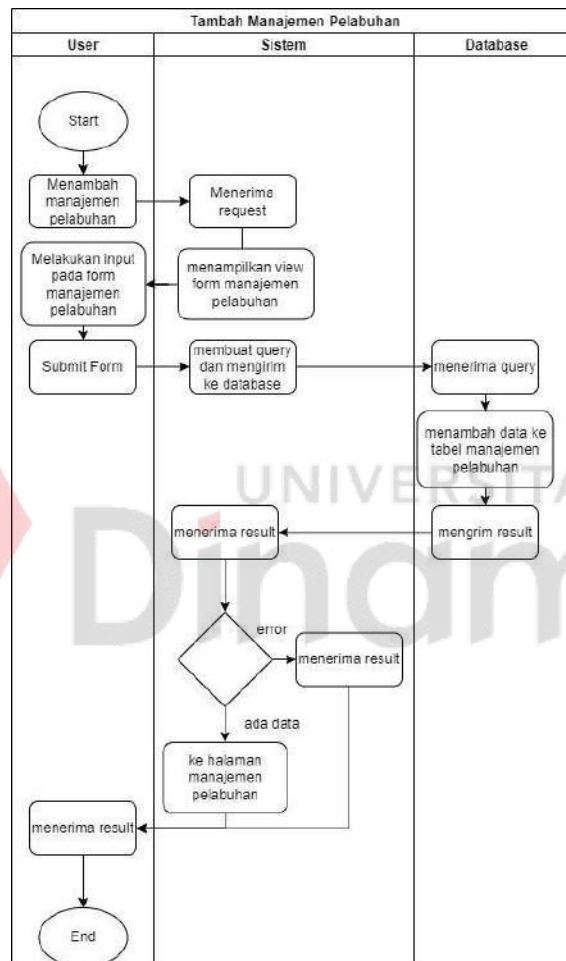 Tambah Manajemen Pelabuhan
User
Sistem
Database
Start
Menambah
manajemen
pelabuhan
Menerima
request
menampilkan view
form manajemen
pelabuhan
Melakukan input
pada form
manajemen
pelabuhan
Submit Form
membuat query
dan mengirim
ke database
menerima query
menambah data ke
tabel manajemen
pelabuhan
UNIVERSITA
Dinam
mengrim result
menerima result
error
menerima result
ada data
ke halaman
manajemen
pelabuhan
menerima result
End